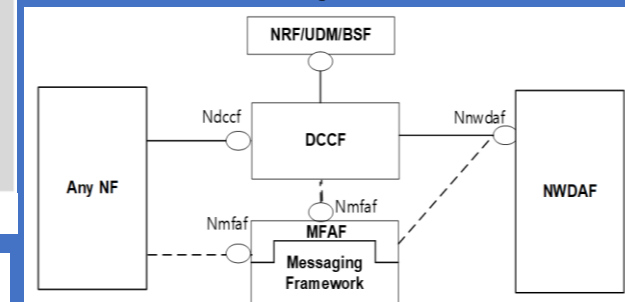 NRF/UDM/BSF
Ndccf
Nnwdaf
DCCF
Any NF
NWDAF
Nmfaf
Nmfaf
MFAF
Messaging
Framework